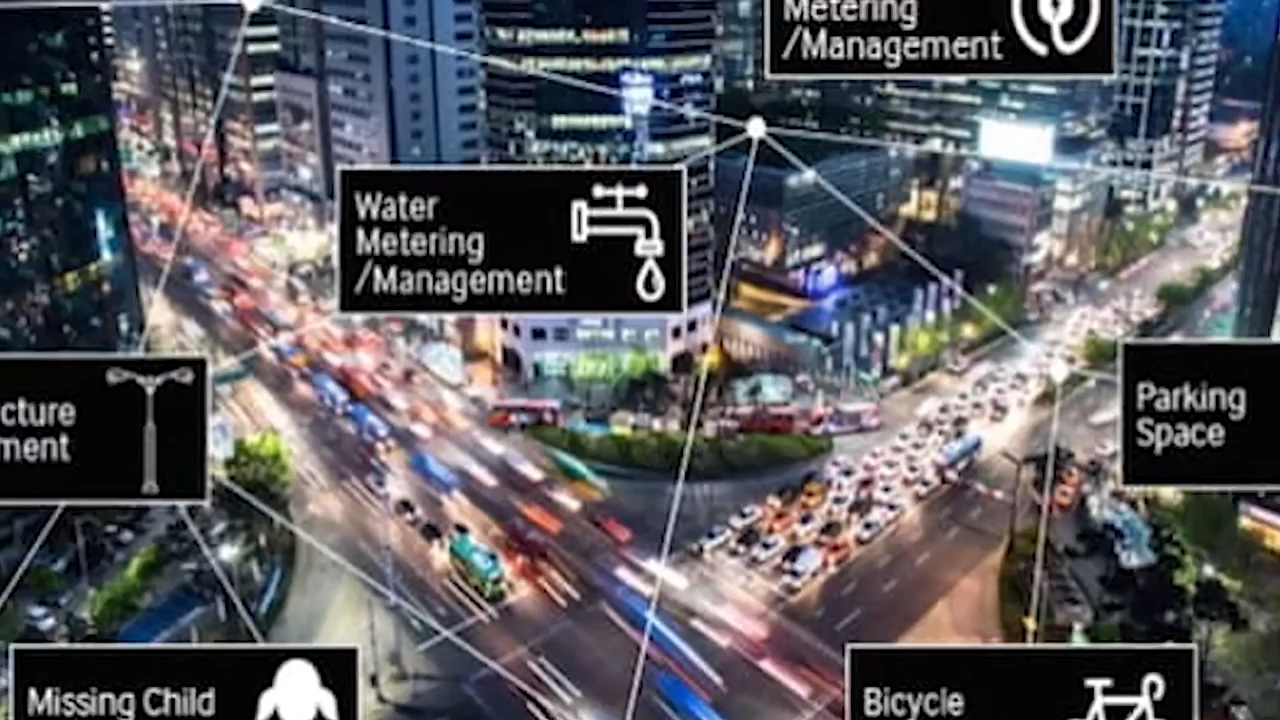 Metering
/Management
Water
Metering
/Management
cture
ment
Parking
Space
Missing Child
Bicycle